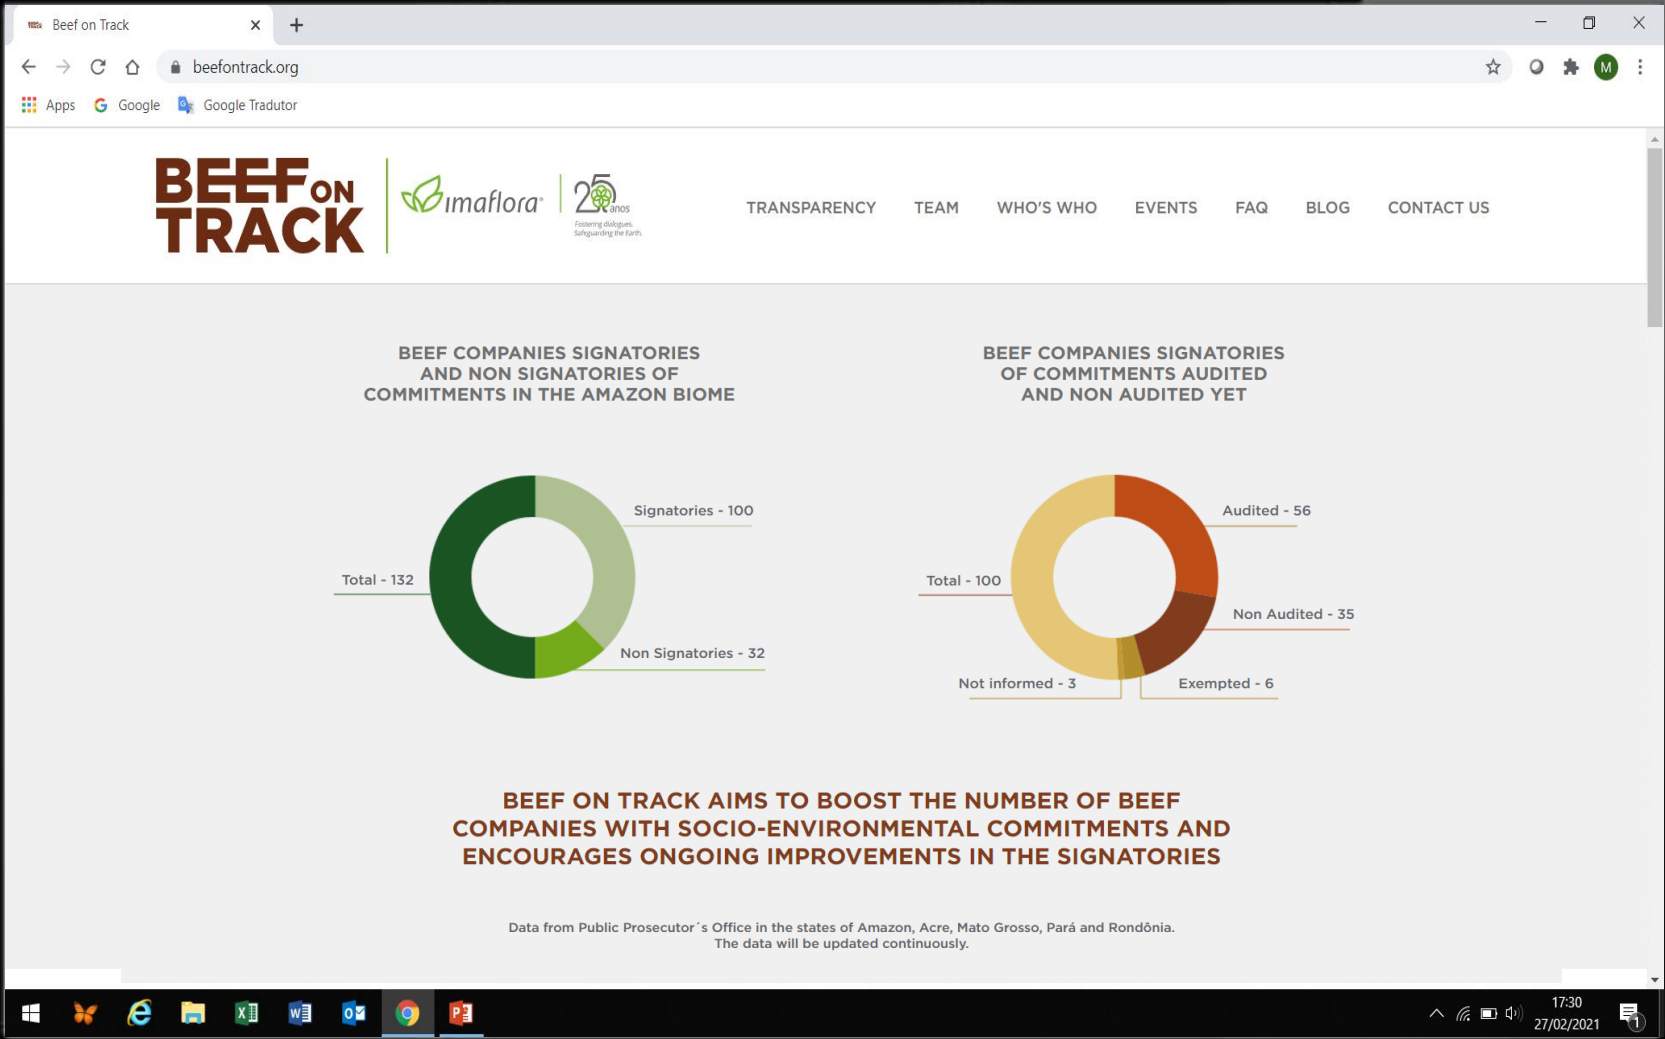 Beef on Track
beefontrack.org
M
Apps Google Google Tradutor
BEEF ON
TRACK
imaflora®
25
anos
Fostering dialogues.
Safeguarding the Earth.
TRANSPARENCY TEAM WHO'S WHO EVENTS FAQ BLOG CONTACT US
BEEF COMPANIES SIGNATORIES
AND NON SIGNATORIES OF
COMMITMENTS IN THE AMAZON BIOME
Signatories - 100
Total - 132
Non Signatories - 32
BEEF COMPANIES SIGNATORIES
OF COMMITMENTS AUDITED
AND NON AUDITED YET
Audited - 56
Total - 100
Non Audited - 35
Not informed - 3
Exempted - 6
BEEF ON TRACK AIMS TO BOOST THE NUMBER OF BEEF
COMPANIES WITH SOCIO-ENVIRONMENTAL COMMITMENTS AND
ENCOURAGES ONGOING IMPROVEMENTS IN THE SIGNATORIES
Data from Public Prosecutor´s Office in the states of Amazon, Acre, Mato Grosso, Pará and Rondônia.
The data will be updated continuously.
17:30
27/02/2021
1